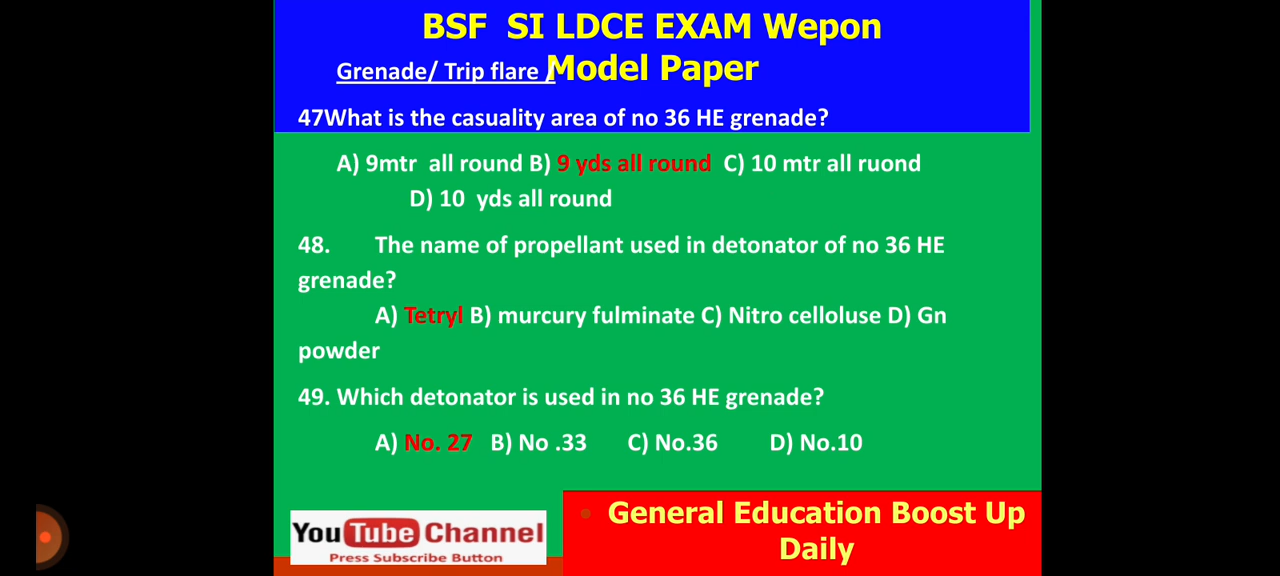 BSF SI LDCE EXAM Wepon
Model Paper
Grenade/ Trip flare /
47What is the casuality area of no 36 HE grenade?
A) 9mtr all round B) 9 yds all round C) 10 mtr all ruond
D) 10 yds all round
48. The name of propellant used in detonator of no 36 HE
grenade?
A) Tetryl B) murcury fulminate C) Nitro celloluse D) Gn
powder
49. Which detonator is used in no 36 HE grenade?
A) No. 27 B) No .33 C) No.36 D) No.10
YouTube Channel
Press Subscribe Button
• General Education Boost Up
Daily